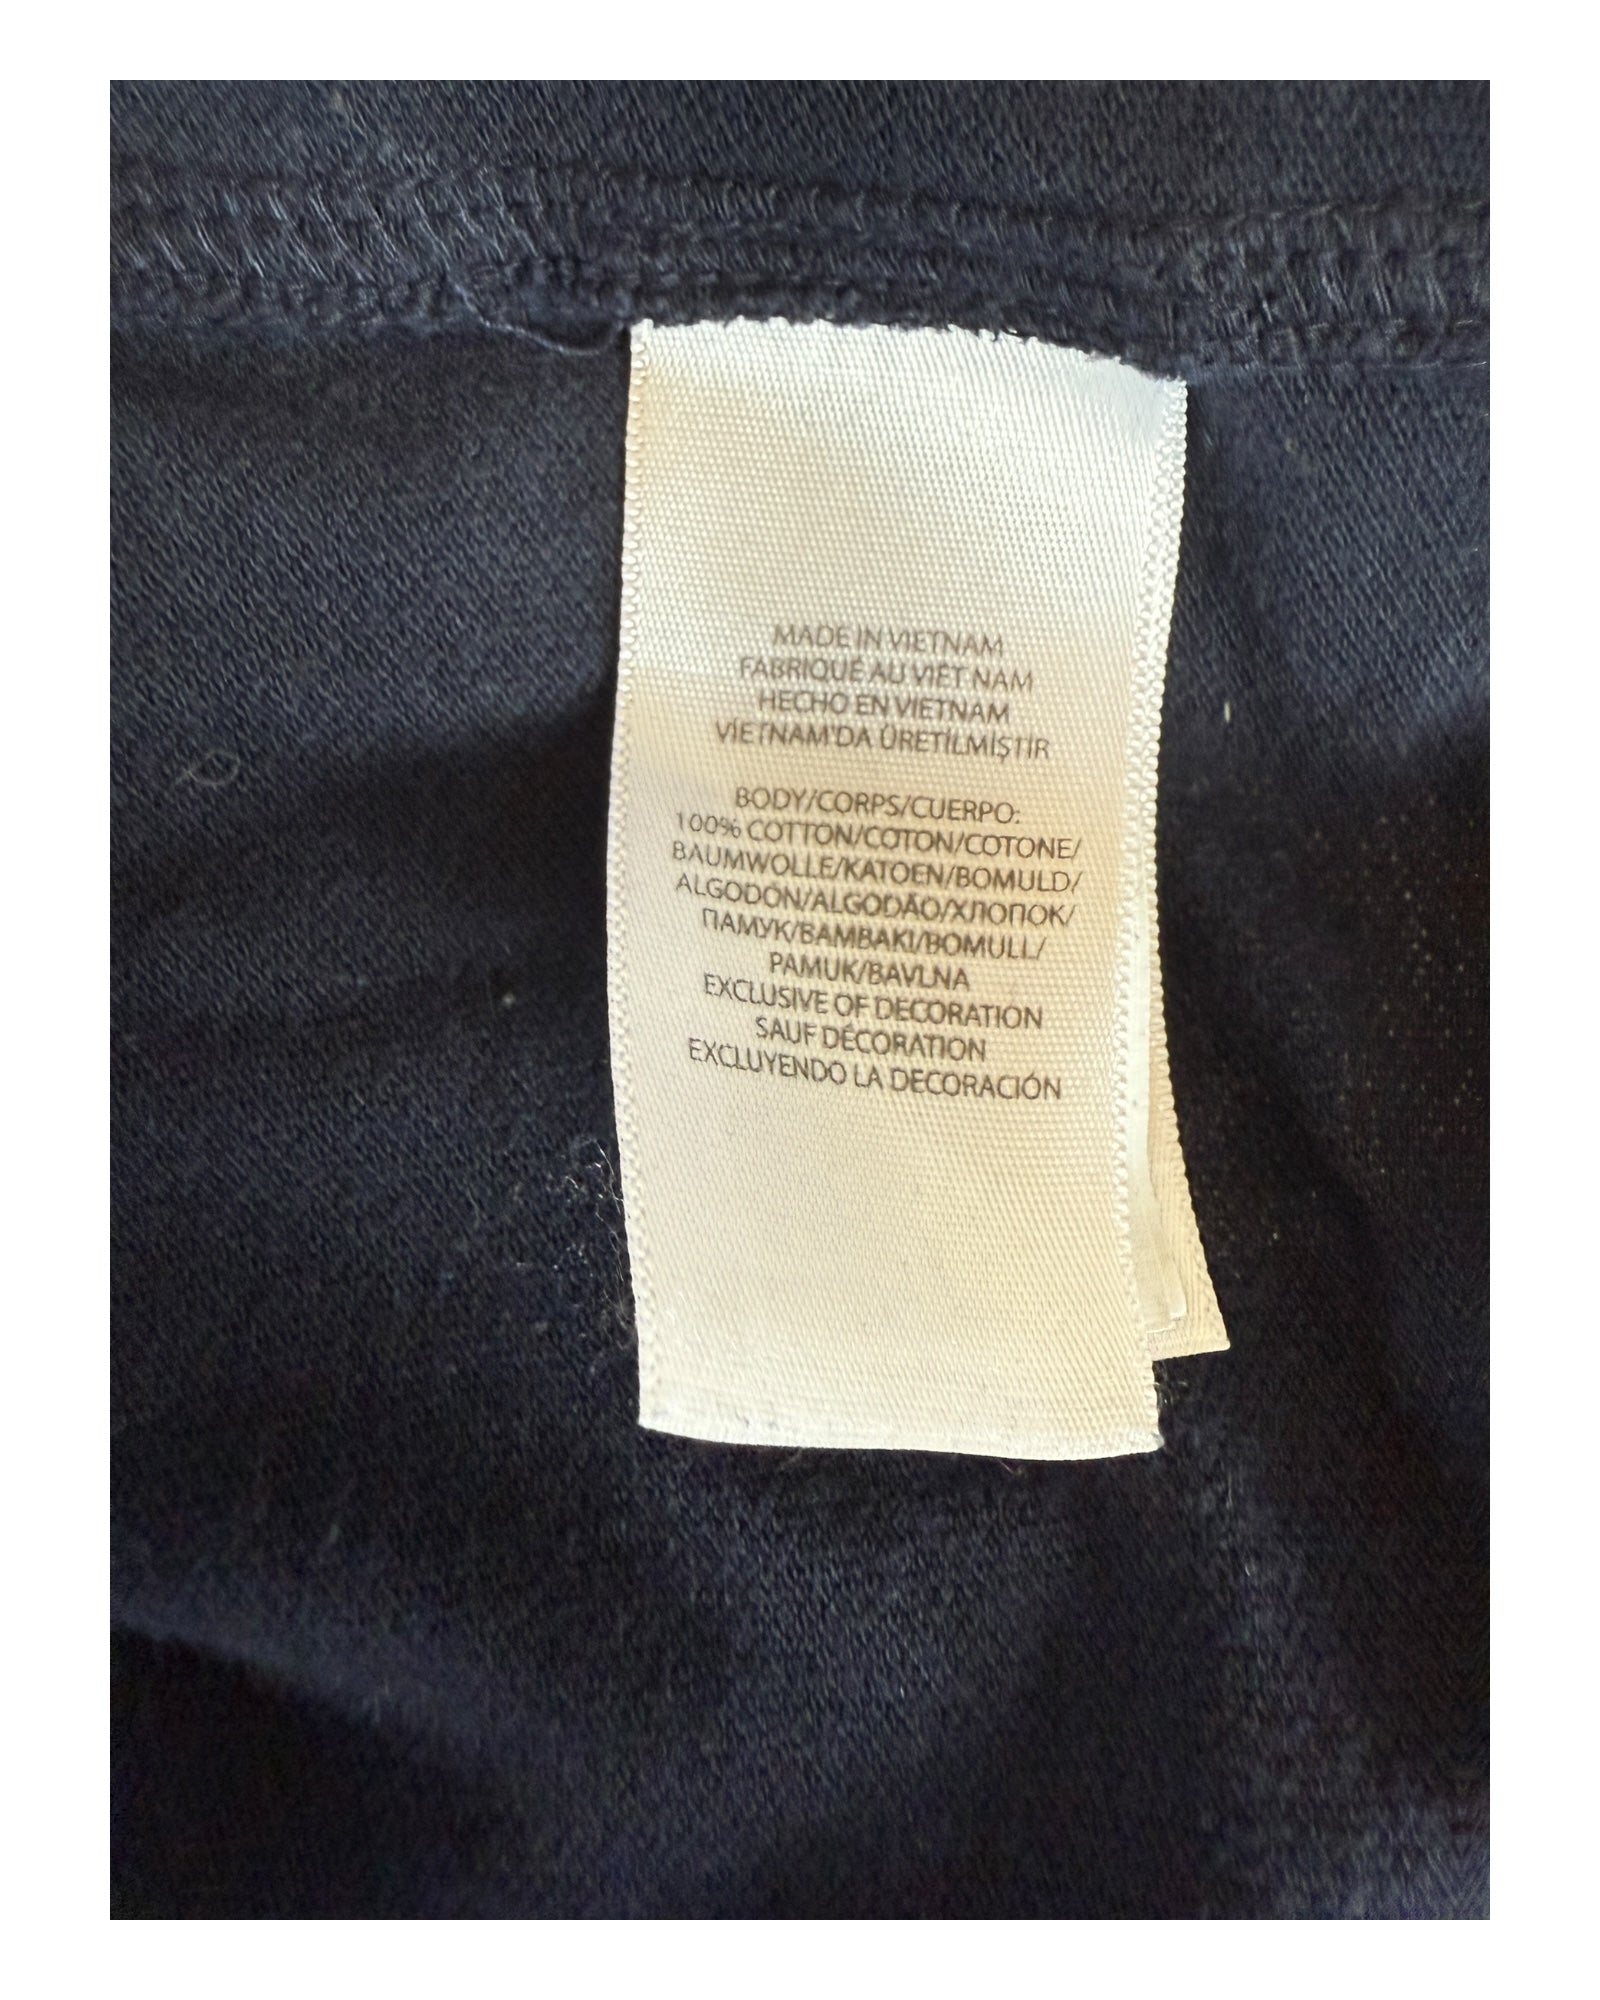 MADE IN VIETNAM
FABRIQUÉ AU VIET NAM
HECHO EN VIETNAM
VİETNAM'DA ÜRETİLMİŞTİR
BODY/CORPS/CUERPO:
100% COTTON/COTON/COTONE/
BAUMWOLLE/KATOEN/BOMULD/
ALGODÓN/ALGODÃO/ХЛОПОК/
ПАМУК/BAMBAKI/BOMULL/
PAMUK/BAVLNA
EXCLUSIVE OF DECORATION
SAUF DÉCORATION
EXCLUYENDO LA DECORACIÓN